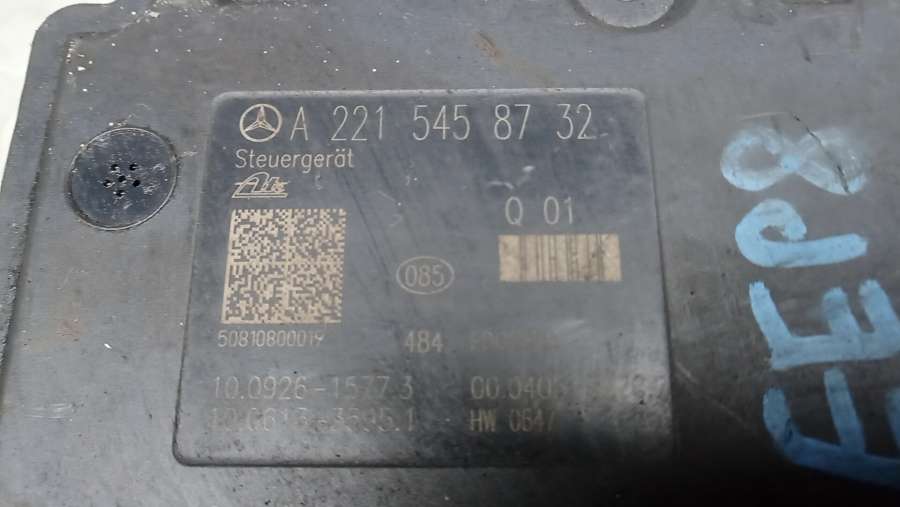 A 221 545 87 32
Steuergerät
Ate
Q 01
085
50810800019
484
10.0926-1577.3
HW 0647